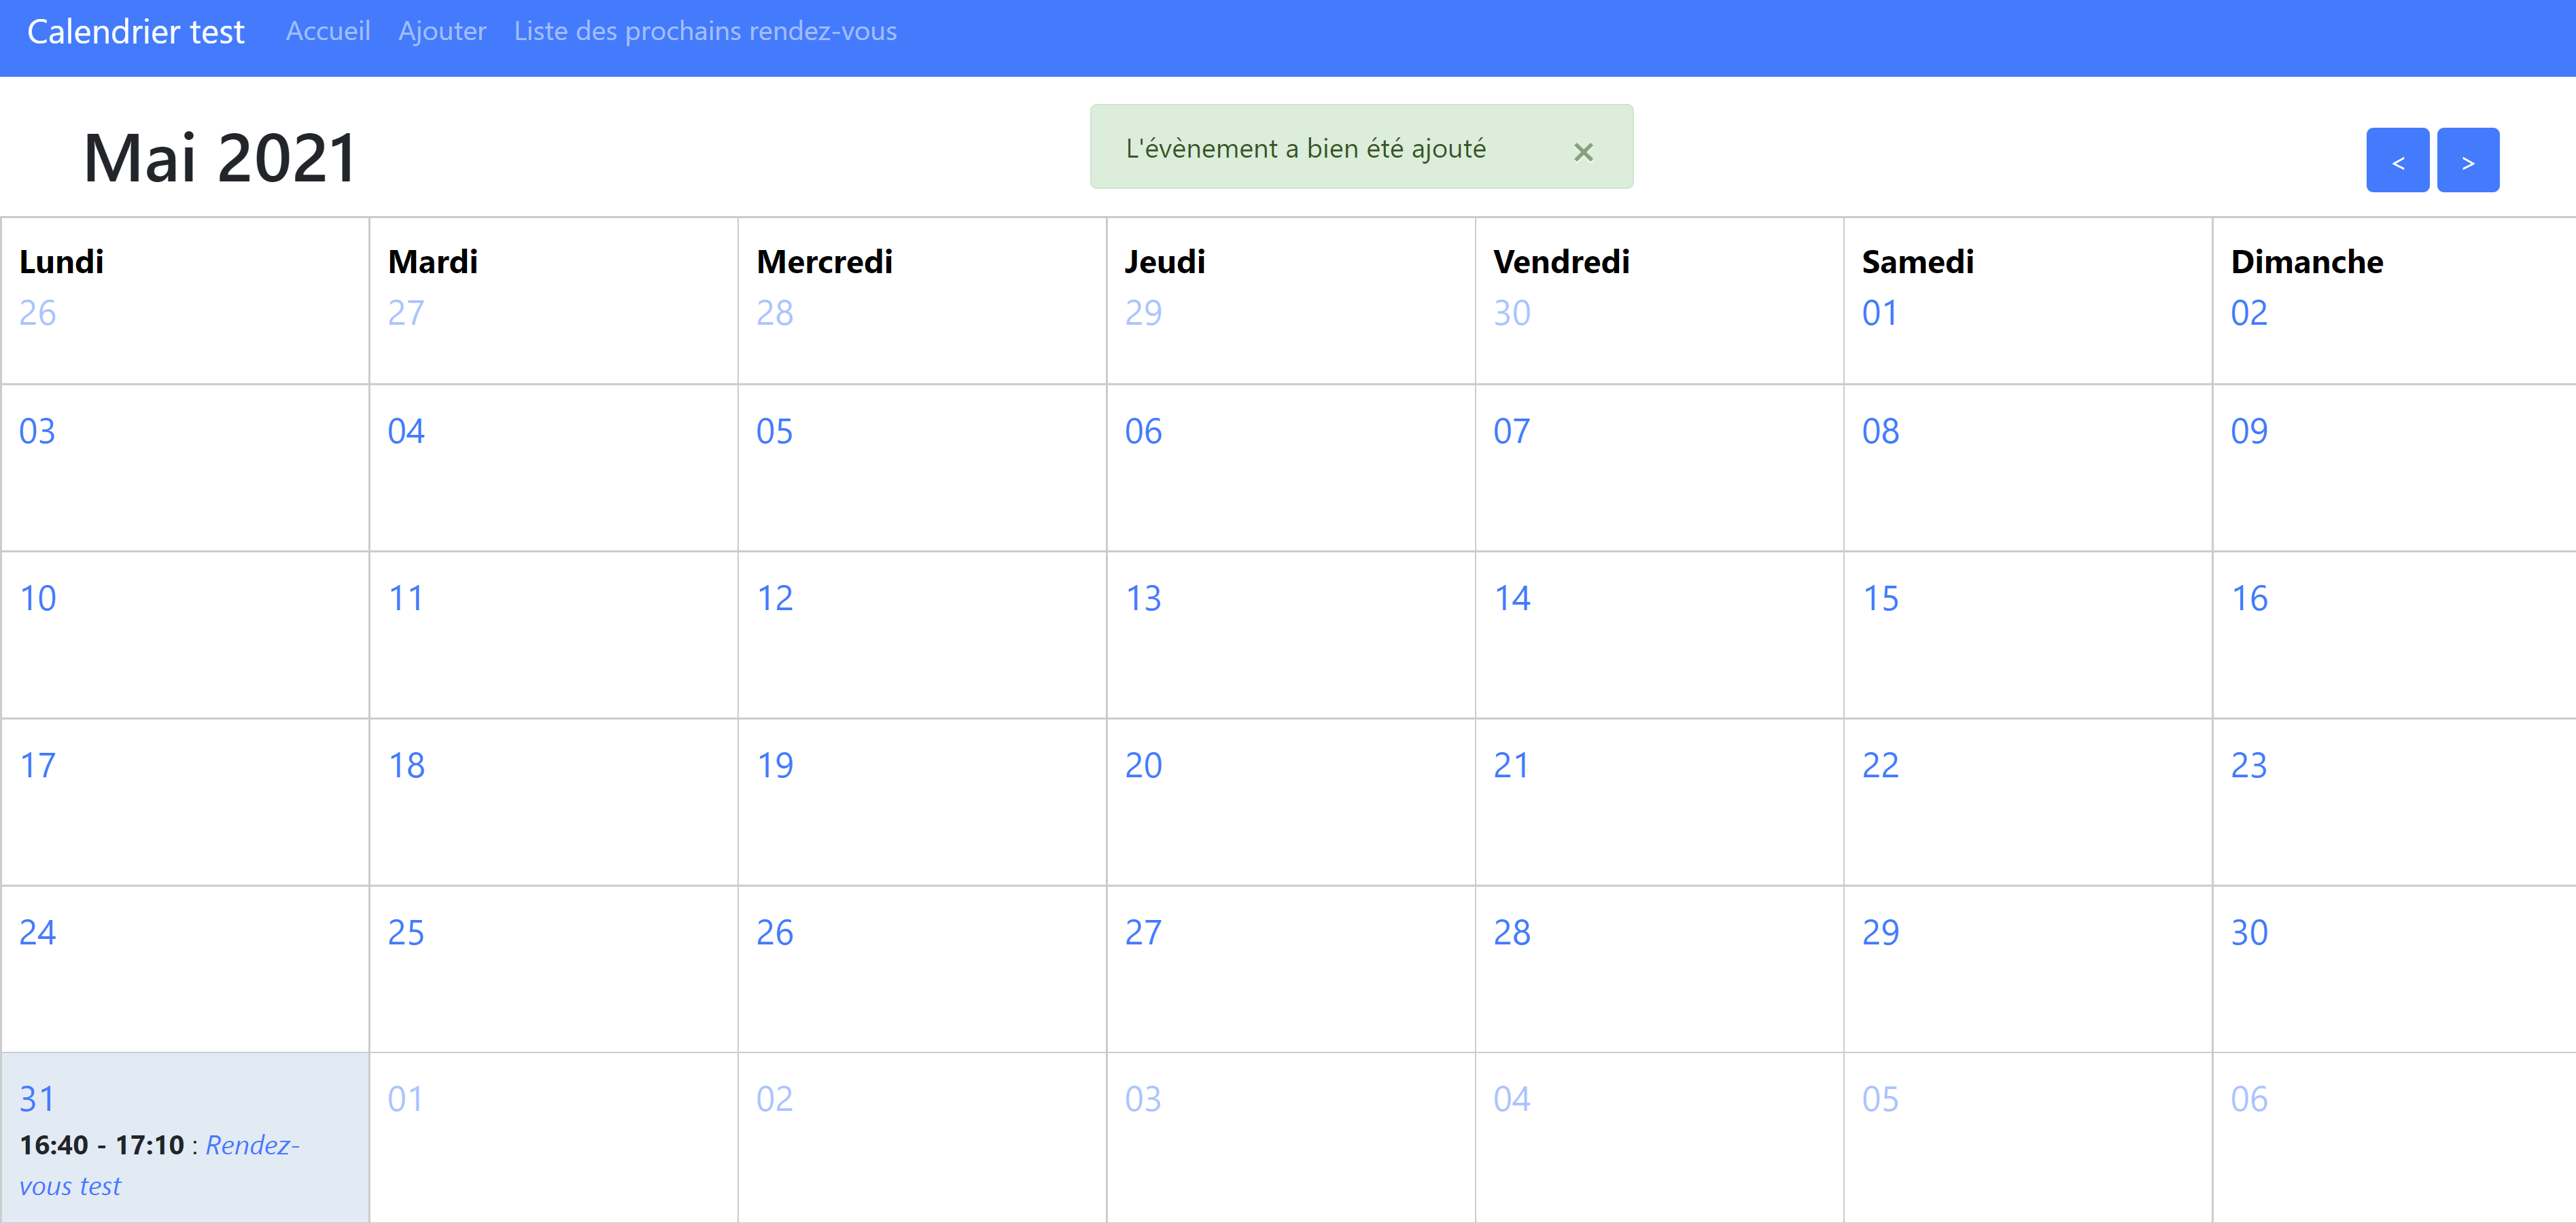 Calendrier test Accueil Ajouter Liste des prochains rendez-vous
Mai 2021
L'évènement a bien été ajouté ×
< >
Lundi Mardi Mercredi Jeudi Vendredi Samedi Dimanche
26 27 28 29 30 01 02
03 04 05 06 07 08 09
10 11 12 13 14 15 16
17 18 19 20 21 22 23
24 25 26 27 28 29 30
31 01 02 03 04 05 06
16:40 - 17:10 : Rendez-
vous test